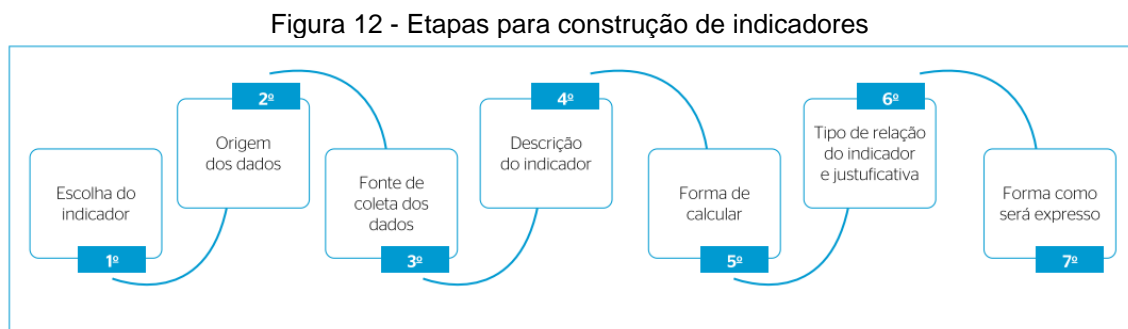 Figura 12 - Etapas para construção de indicadores
Escolha do
indicador
1º
2º
Origem
dos dados
Fonte de
coleta dos
dados
3º
4º
Descrição
do indicador
Forma de
calcular
5º
6º
Tipo de relação
do indicador
e justuficativa
Forma como
será expresso
7º